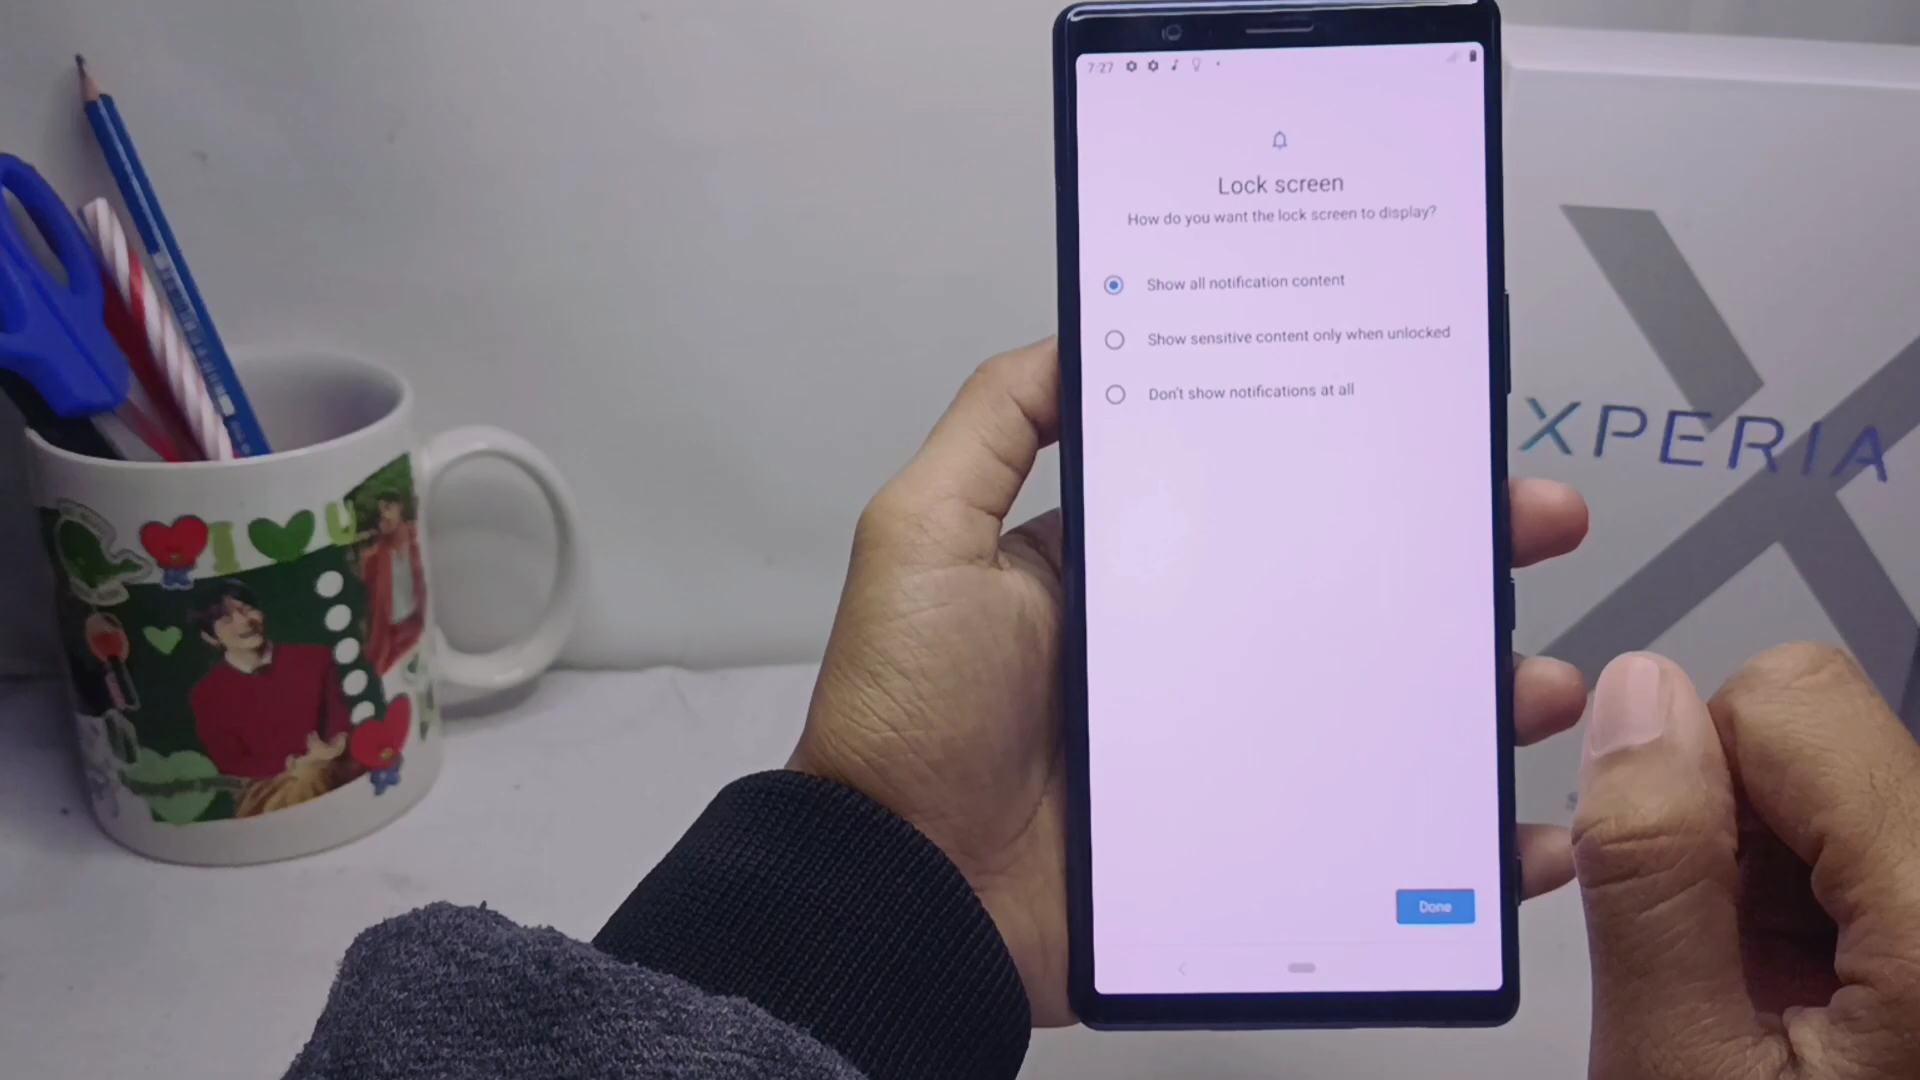 7:27
Lock screen
How do you want the lock screen to display?
Show all notification content
Show sensitive content only when unlocked
Don't show notifications at all
Done
XPERIA
I U